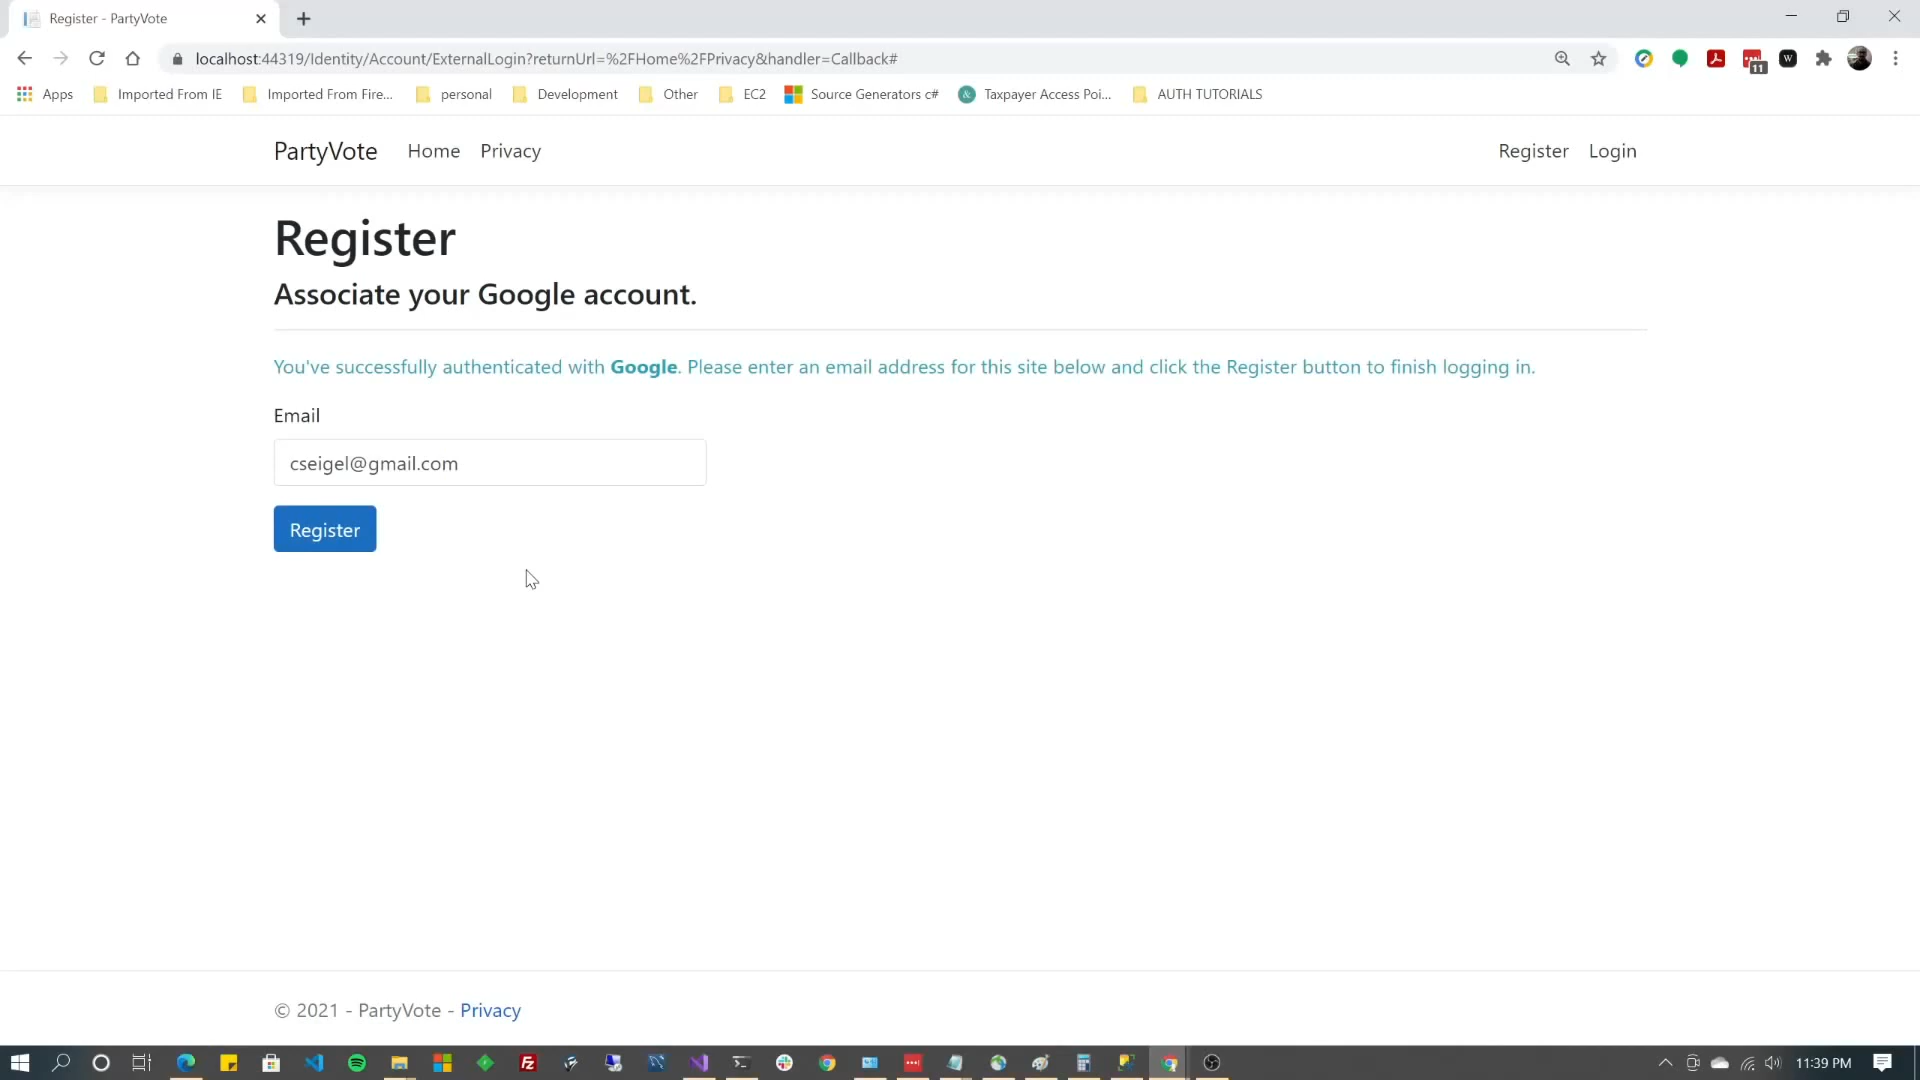 Register - PartyVote
localhost:44319/Identity/Account/ExternalLogin?returnUrl=%2FHome%2FPrivacy&handler=Callback#
11
W
Apps Imported From IE Imported From Fire... personal Development Other EC2 Source Generators c# & Taxpayer Access Poi... AUTH TUTORIALS
PartyVote Home Privacy Register Login
Register
Associate your Google account.
You've successfully authenticated with Google. Please enter an email address for this site below and click the Register button to finish logging in.
Email
cseigel@gmail.com
Register
© 2021 - PartyVote - Privacy
Fz
11:39 PM